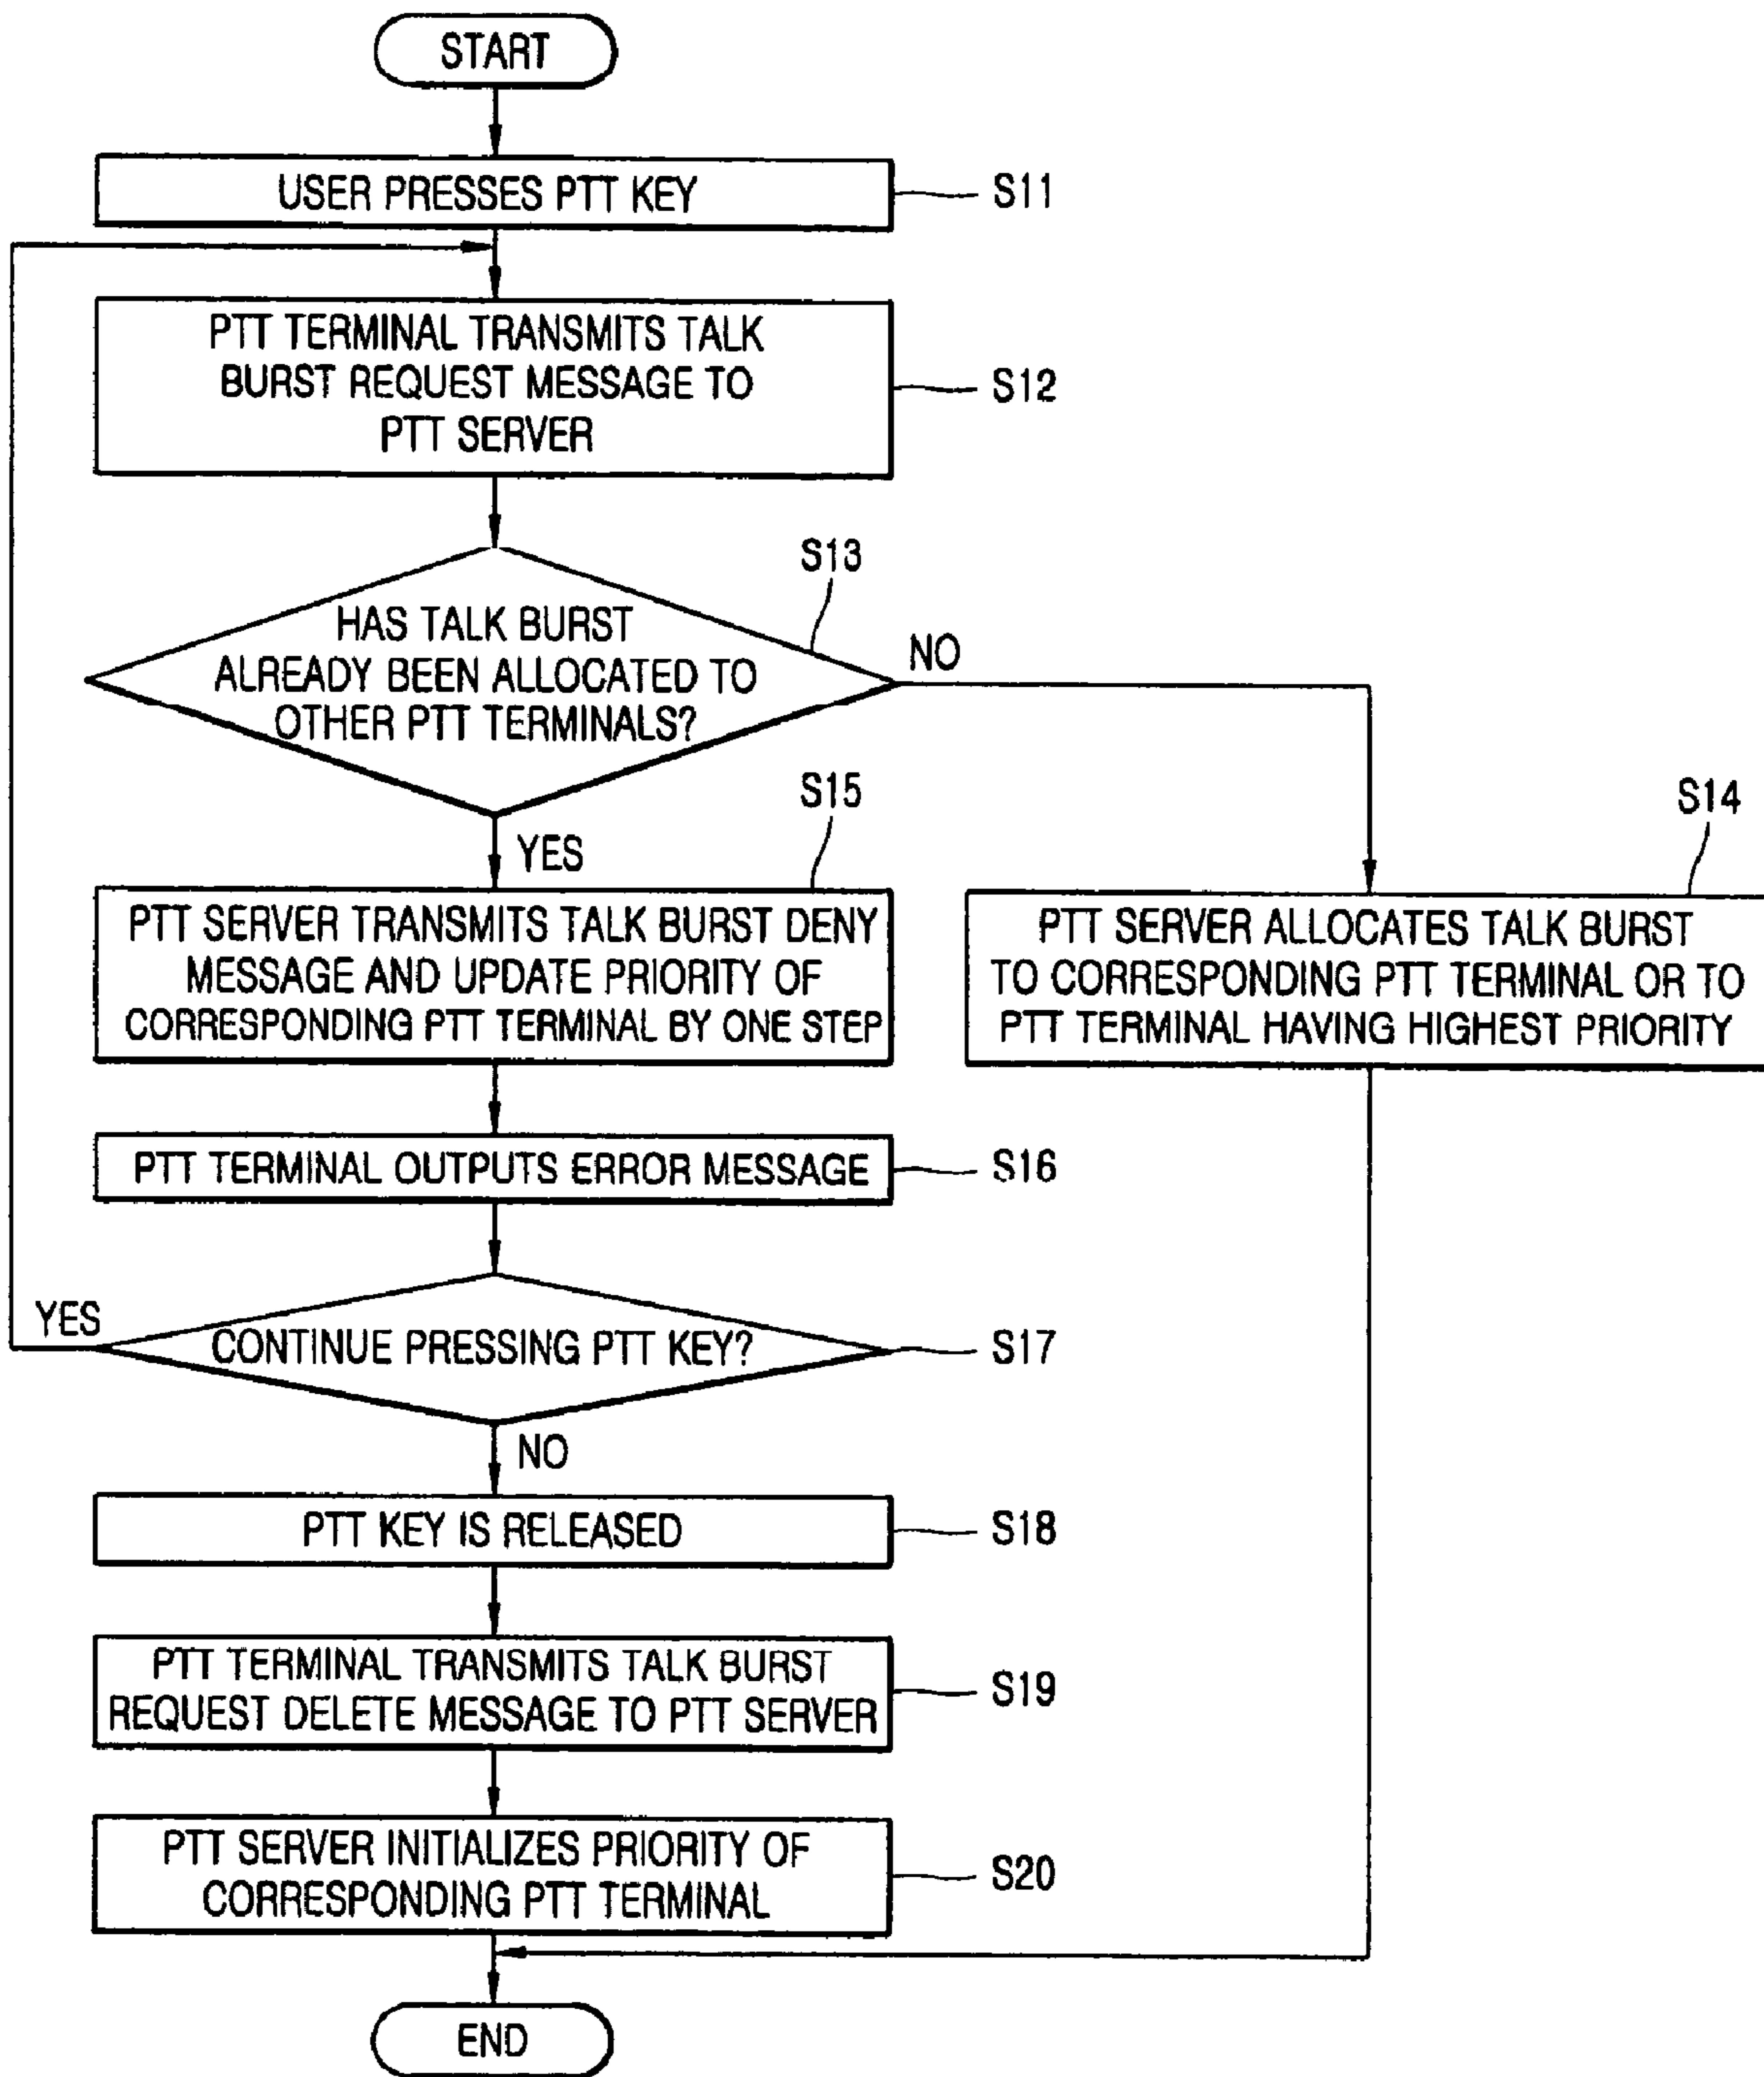 START
USER PRESSES PTT KEY
S11
PTT TERMINAL TRANSMITS TALK
BURST REQUEST MESSAGE TO
PTT SERVER
S12
S13
HAS TALK BURST
ALREADY BEEN ALLOCATED TO
OTHER PTT TERMINALS?
NO
YES
S15
PTT SERVER TRANSMITS TALK BURST DENY
MESSAGE AND UPDATE PRIORITY OF
CORRESPONDING PTT TERMINAL BY ONE STEP
S14
PTT SERVER ALLOCATES TALK BURST
TO CORRESPONDING PTT TERMINAL OR TO
PTT TERMINAL HAVING HIGHEST PRIORITY
PTT TERMINAL OUTPUTS ERROR MESSAGE
S16
YES
CONTINUE PRESSING PTT KEY?
S17
NO
PTT KEY IS RELEASED
S18
PTT TERMINAL TRANSMITS TALK BURST
REQUEST DELETE MESSAGE TO PTT SERVER
S19
PTT SERVER INITIALIZES PRIORITY OF
CORRESPONDING PTT TERMINAL
S20
END